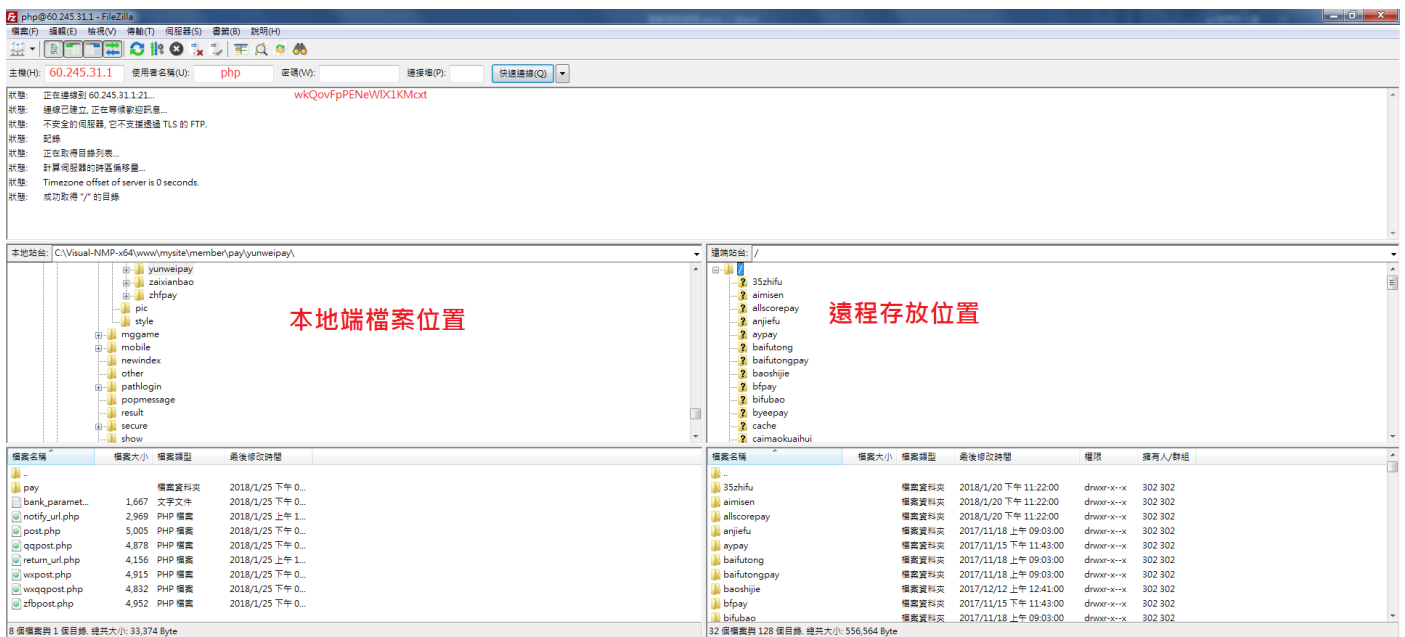 php@60.245.31.1 - FileZilla
檔案(F) 編輯(E) 檢視(V) 傳輸(T) 伺服器(S) 書籤(B) 說明(H)
主機(H): 60.245.31.1 使用者名稱(U): php 密碼(W): 連接埠(P): 快速連線(Q)
wkQovFpPENeWlX1KMcxt
狀態: 正在連線到 60.245.31.1:21...
狀態: 連線已建立, 正在等候歡迎訊息...
狀態: 不安全的伺服器, 它不支援透過 TLS 的 FTP.
狀態: 記錄
狀態: 正在取得目錄列表...
狀態: 計算伺服器的時區偏移量...
狀態: Timezone offset of server is 0 seconds.
狀態: 成功取得 "/" 的目錄
本地站台: C:\Visual-NMP-x64\www\mysite\member\pay\yunweipay\
yunweipay
zaixianbao
zhfpay
pic
style
mggame
mobile
newindex
other
pathlogin
popmessage
result
secure
show
本地端檔案位置
遠端站台: /
/
35zhifu
aimisen
allscorepay
anjiefu
aypay
baifutong
baifutongpay
baoshijie
bfpay
bifubao
byeepay
cache
caimaokuaihui
遠程存放位置
檔案名稱 檔案大小 檔案類型 最後修改時間
..
pay 檔案資料夾 2018/1/25 下午 0...
bank_paramet... 1,667 文字文件 2018/1/25 下午 0...
notify_url.php 2,969 PHP 檔案 2018/1/25 上午 1...
post.php 5,005 PHP 檔案 2018/1/25 下午 0...
qqpost.php 4,878 PHP 檔案 2018/1/25 下午 0...
return_url.php 4,156 PHP 檔案 2018/1/25 上午 1...
wxpost.php 4,915 PHP 檔案 2018/1/25 下午 0...
wxqqpost.php 4,832 PHP 檔案 2018/1/25 下午 0...
zfbpost.php 4,952 PHP 檔案 2018/1/25 下午 0...
8 個檔案與 1 個目錄. 總共大小: 33,374 Byte
檔案名稱 檔案大小 檔案類型 最後修改時間 權限 擁有人/群組
..
35zhifu 檔案資料夾 2018/1/20 下午 11:22:00 drwxr-x--x 302 302
aimisen 檔案資料夾 2018/1/20 下午 11:22:00 drwxr-x--x 302 302
allscorepay 檔案資料夾 2018/1/20 下午 11:22:00 drwxr-x--x 302 302
anjiefu 檔案資料夾 2017/11/18 上午 09:03:00 drwxr-x--x 302 302
aypay 檔案資料夾 2017/11/15 下午 11:43:00 drwxr-x--x 302 302
baifutong 檔案資料夾 2017/11/18 上午 09:03:00 drwxr-x--x 302 302
baifutongpay 檔案資料夾 2017/11/18 上午 09:03:00 drwxr-x--x 302 302
baoshijie 檔案資料夾 2017/12/12 上午 12:41:00 drwxr-x--x 302 302
bfpay 檔案資料夾 2017/11/15 下午 11:43:00 drwxr-x--x 302 302
bifubao 檔案資料夾 2017/11/18 上午 09:03:00 drwxr-x--x 302 302
32 個檔案與 128 個目錄. 總共大小: 556,564 Byte